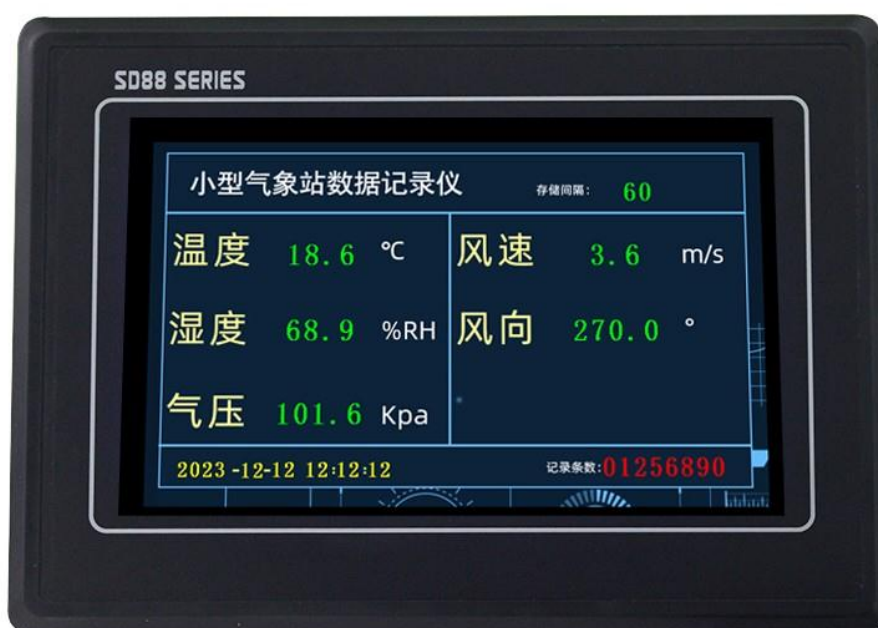 SD88 SERIES
小型气象站数据记录仪 存储间隔: 60
温度 18.6 ℃ 风速 3.6 m/s
湿度 68.9 %RH 风向 270.0 °
气压 101.6 Kpa
2023-12-12 12:12:12 记录条数:01256890